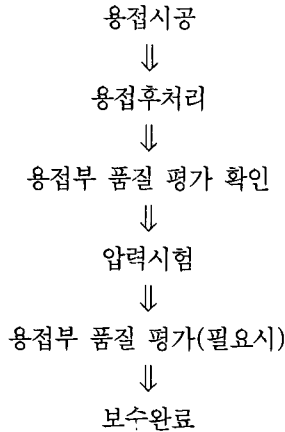 용접시공
⇓
용접후처리
⇓
용접부 품질 평가 확인
⇓
압력시험
⇓
용접부 품질 평가(필요시)
⇓
보수완료